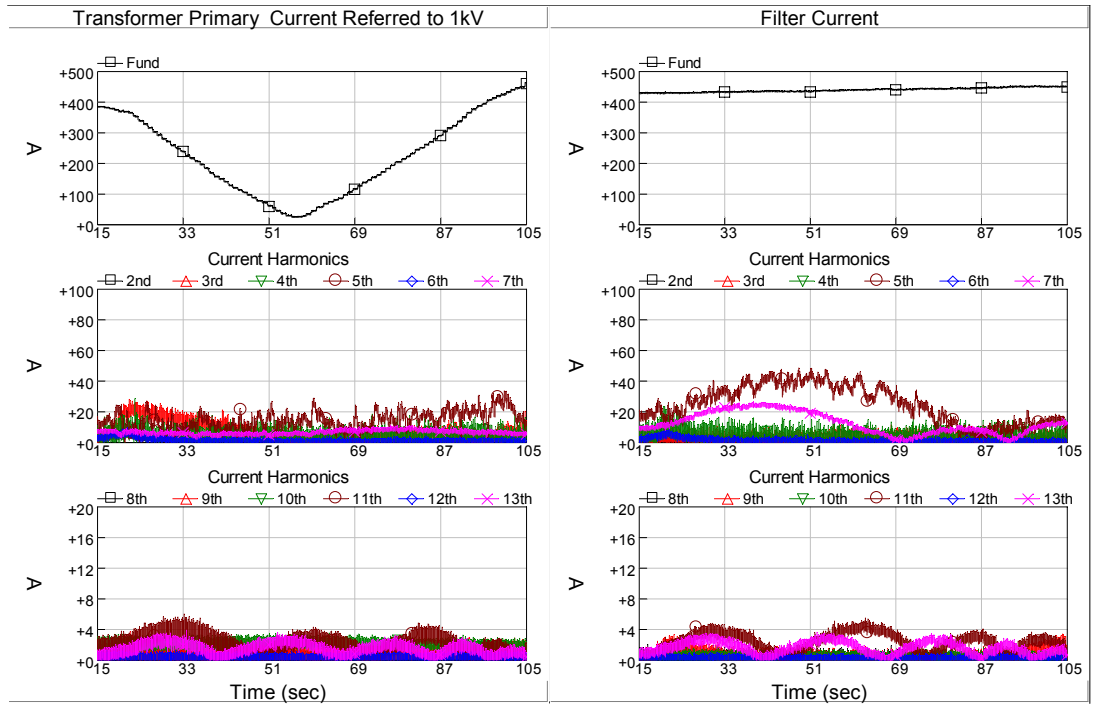 Transformer Primary Current Referred to 1kV
Fund
+500
+400
+300
+200
+100
+0
A
15 33 51 69 87 105
Current Harmonics
2nd 3rd 4th 5th 6th 7th
+100
+80
+60
+40
+20
+0
A
15 33 51 69 87 105
Current Harmonics
8th 9th 10th 11th 12th 13th
+20
+16
+12
+8
+4
+0
A
15 33 51 69 87 105
Time (sec)
Filter Current
Fund
+500
+400
+300
+200
+100
+0
A
15 33 51 69 87 105
Current Harmonics
2nd 3rd 4th 5th 6th 7th
+100
+80
+60
+40
+20
+0
A
15 33 51 69 87 105
Current Harmonics
8th 9th 10th 11th 12th 13th
+20
+16
+12
+8
+4
+0
A
15 33 51 69 87 105
Time (sec)